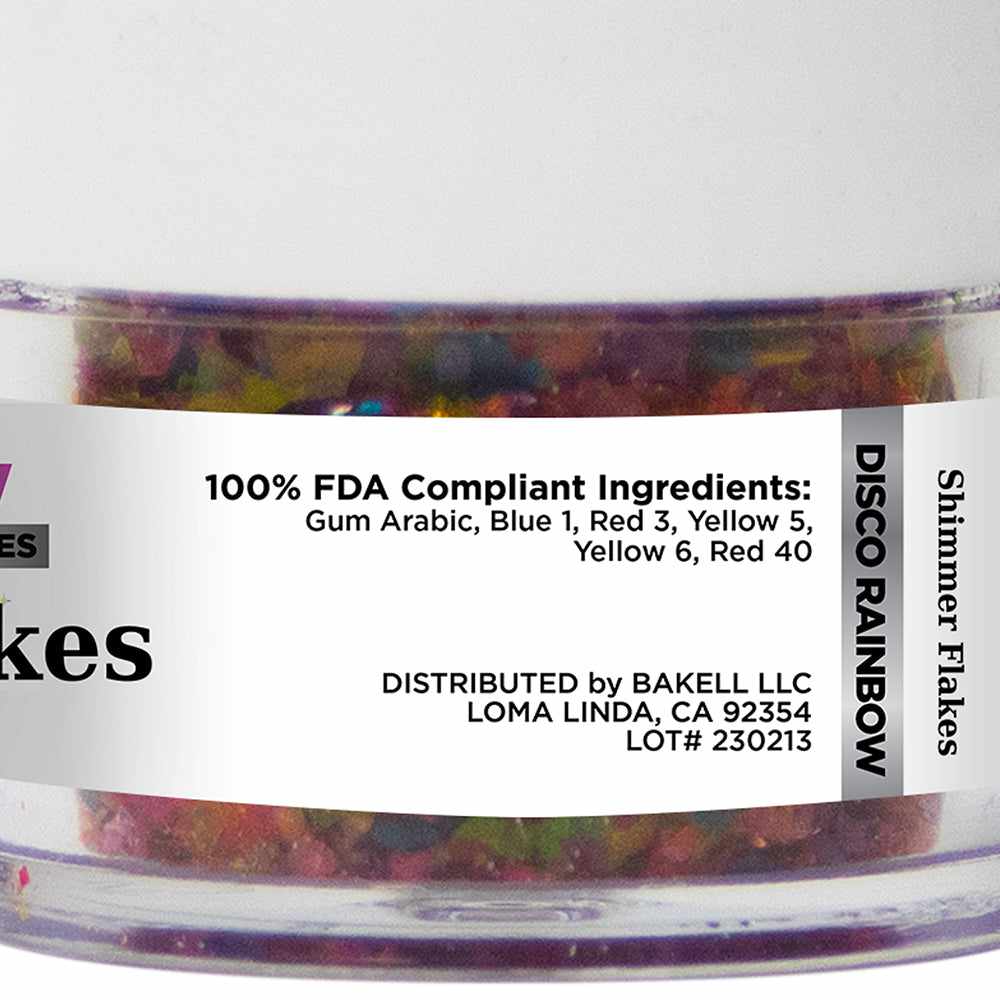 ES
kes
100% FDA Compliant Ingredients:
Gum Arabic, Blue 1, Red 3, Yellow 5,
Yellow 6, Red 40
DISTRIBUTED by BAKELL LLC
LOMA LINDA, CA 92354
LOT# 230213
DISCO RAINBOW
Shimmer Flakes